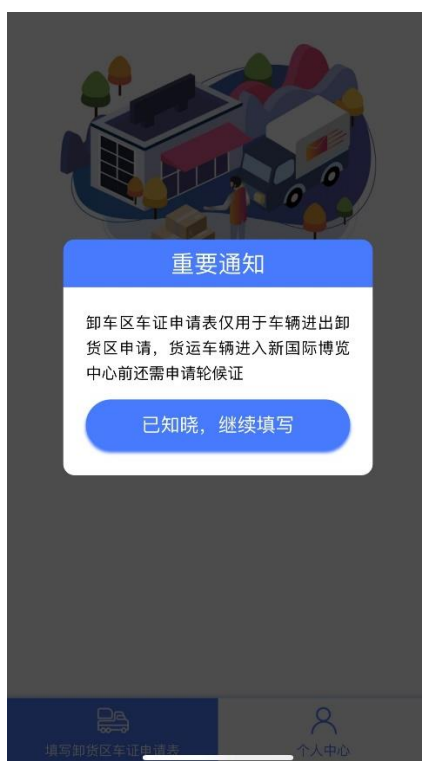 重要通知
卸车区车证申请表仅用于车辆进出卸
货区申请，货运车辆进入新国际博览
中心前还需申请轮候证
已知晓，继续填写
填写卸货区车证申请表
个人中心